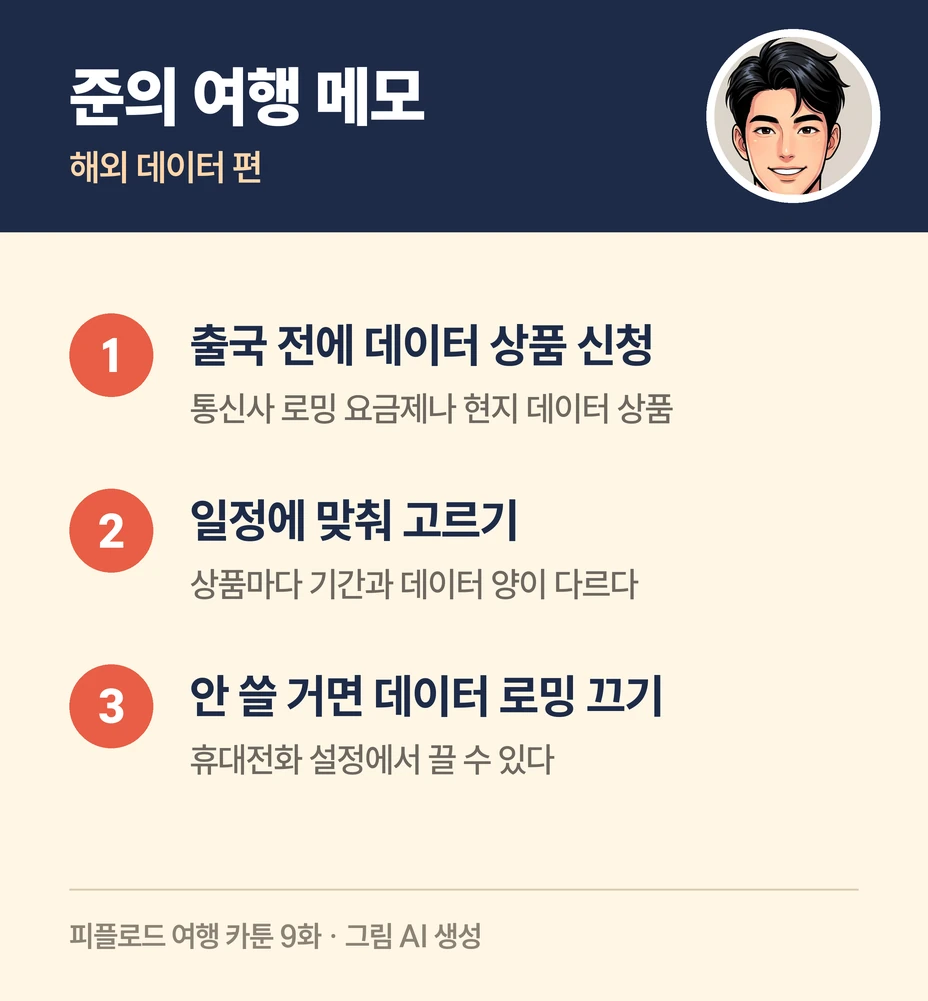 준의 여행 메모
해외 데이터 편
1
출국 전에 데이터 상품 신청
통신사 로밍 요금제나 현지 데이터 상품
2
일정에 맞춰 고르기
상품마다 기간과 데이터 양이 다르다
3
안 쓸 거면 데이터 로밍 끄기
휴대전화 설정에서 끌 수 있다
피플로드 여행 카툰 9화 · 그림 AI 생성